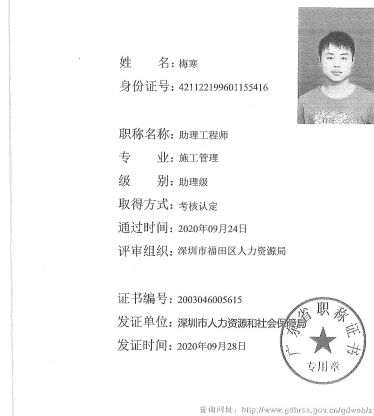 姓 名：梅寒
身份证号：421122199601155416
职称名称：助理工程师
专 业：施工管理
级 别：助理级
取得方式：考核认定
通过时间：2020年09月24日
评审组织：深圳市福田区人力资源局
证书编号：2003046005615
发证单位：深圳市人力资源和社会保障局
发证时间：2020年09月28日
广东省职称证书
专用章
查询网址：http://www.gdhrss.gov.cn/gdweb/z